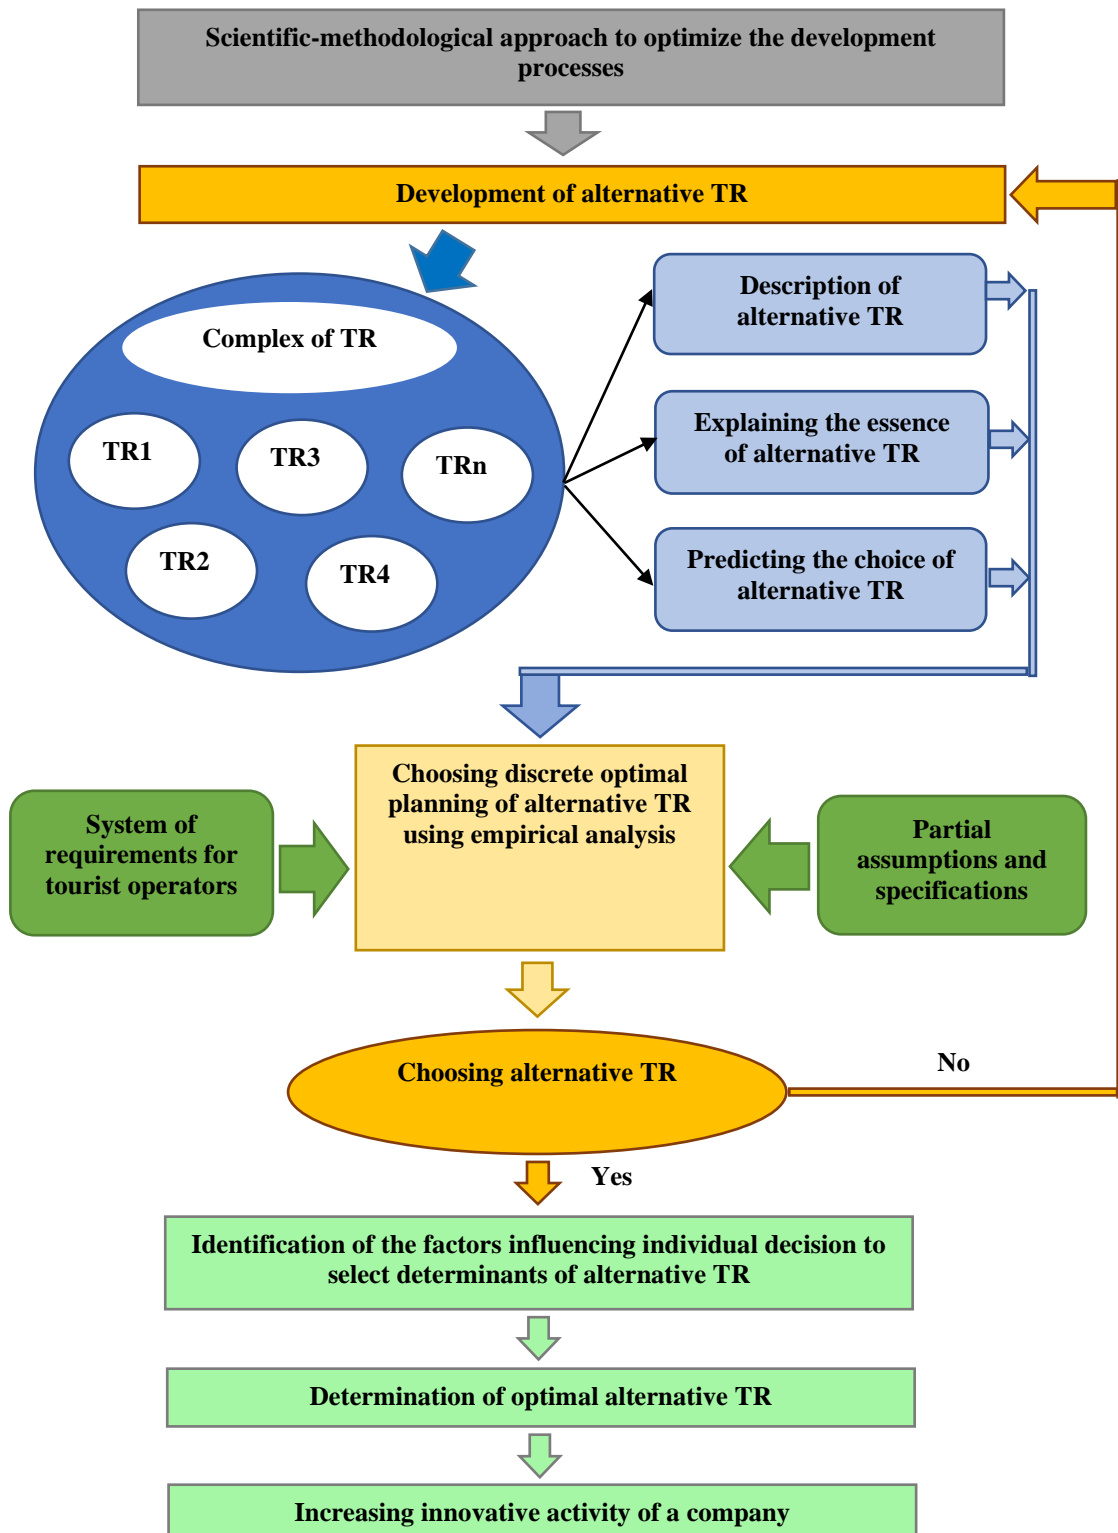 Scientific-methodological approach to optimize the development
processes
Development of alternative TR
Complex of TR
TR1
TR3
TRn
TR2
TR4
Description of
alternative TR
Explaining the essence
of alternative TR
Predicting the choice of
alternative TR
Choosing discrete optimal
planning of alternative TR
using empirical analysis
System of
requirements for
tourist operators
Partial
assumptions and
specifications
Choosing alternative TR
No
Yes
Identification of the factors influencing individual decision to
select determinants of alternative TR
Determination of optimal alternative TR
Increasing innovative activity of a company